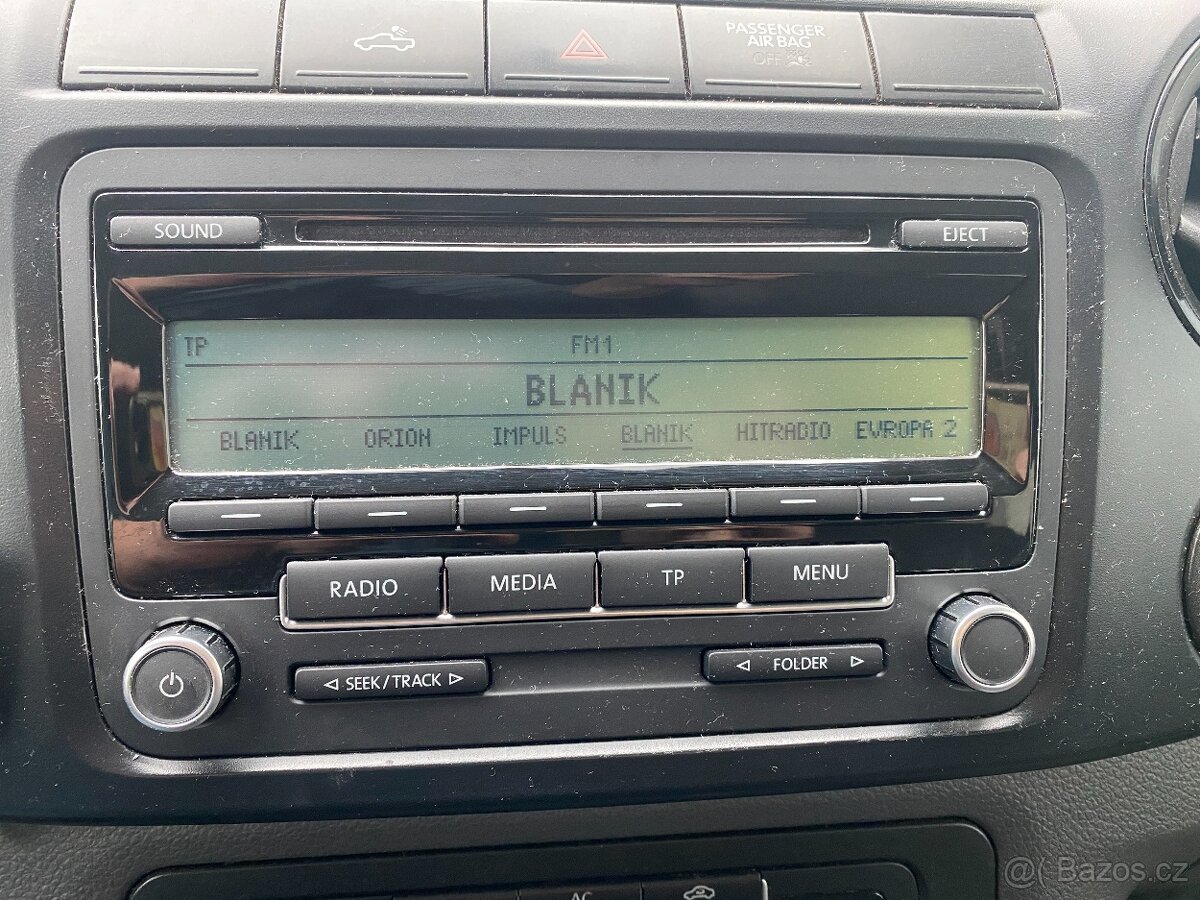 PASSENGER
AIR BAG
OFF
SOUND
EJECT
TP FM1
BLANIK
BLANIK ORION IMPULS BLANIK HITRADIO EVROPA 2
RADIO MEDIA TP MENU
SEEK/TRACK
FOLDER
AC
Bazos.cz